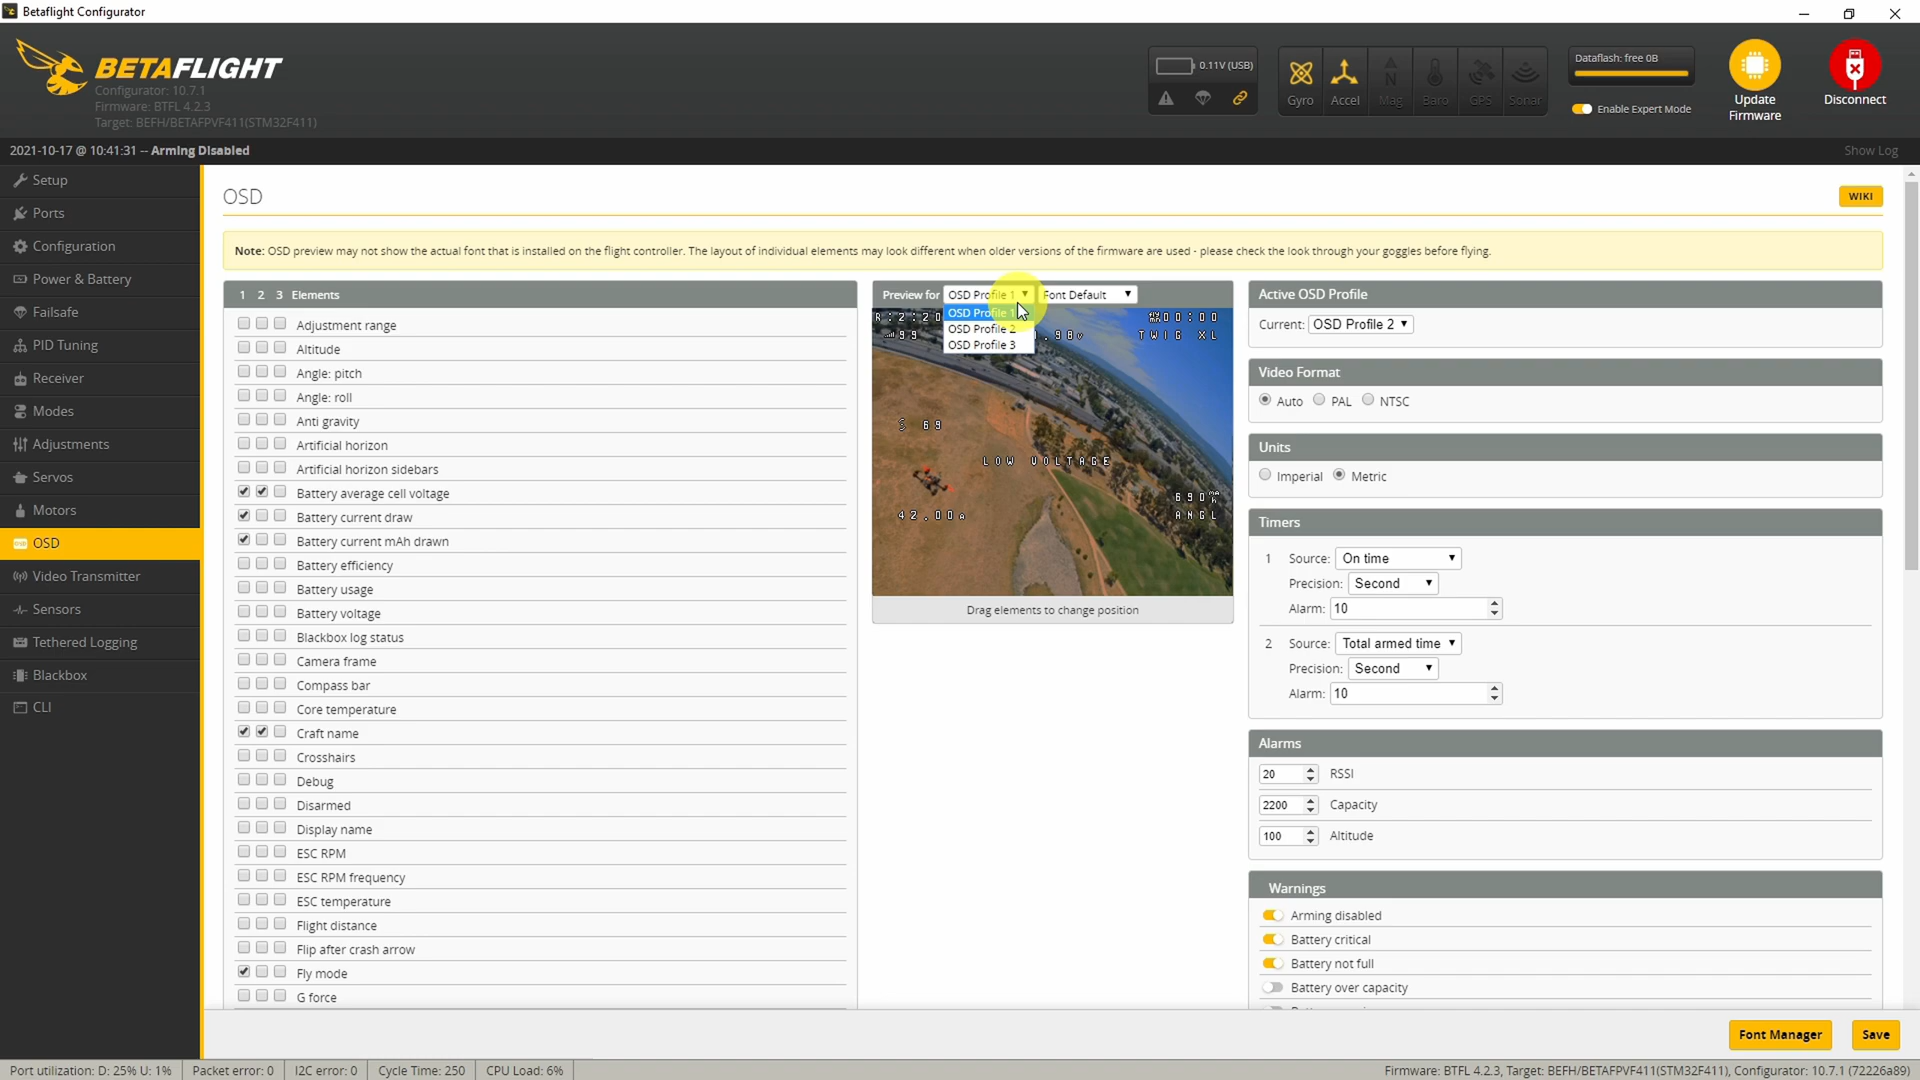 Betaflight Configurator
BETAFLIGHT
Configurator: 10.7.1
Firmware: BTFL 4.2.3
Target: BEFH/BETAFPVF411(STM32F411)
0.11V (USB)
Gyro Accel Mag Baro GPS Sonar
Dataflash: free 0B
Enable Expert Mode
Update Firmware
Disconnect
2021-10-17 @ 10:41:31 -- Arming Disabled
Show Log
Setup
Ports
Configuration
Power & Battery
Failsafe
PID Tuning
Receiver
Modes
Adjustments
Servos
Motors
OSD
Video Transmitter
Sensors
Tethered Logging
Blackbox
CLI
OSD
WIKI
Note: OSD preview may not show the actual font that is installed on the flight controller. The layout of individual elements may look different when older versions of the firmware are used - please check the look through your goggles before flying.
1 2 3 Elements
Adjustment range
Altitude
Angle: pitch
Angle: roll
Anti gravity
Artificial horizon
Artificial horizon sidebars
Battery average cell voltage
Battery current draw
Battery current mAh drawn
Battery efficiency
Battery usage
Battery voltage
Blackbox log status
Camera frame
Compass bar
Core temperature
Craft name
Crosshairs
Debug
Disarmed
Display name
ESC RPM
ESC RPM frequency
ESC temperature
Flight distance
Flip after crash arrow
Fly mode
G force
Preview for OSD Profile 1 Font Default
OSD Profile 1
OSD Profile 2
OSD Profile 3
R:2:20
00:00
99
.98V
TWIG XL
69
LOW VOLTAGE
690
42.00A
ANGL
Drag elements to change position
Active OSD Profile
Current: OSD Profile 2
Video Format
Auto PAL NTSC
Units
Imperial Metric
Timers
1 Source: On time
Precision: Second
Alarm: 10
2 Source: Total armed time
Precision: Second
Alarm: 10
Alarms
20 RSSI
2200 Capacity
100 Altitude
Warnings
Arming disabled
Battery critical
Battery not full
Battery over capacity
Font Manager
Save
Port utilization: D: 25% U: 1%
Packet error: 0
I2C error: 0
Cycle Time: 250
CPU Load: 6%
Firmware: BTFL 4.2.3, Target: BEFH/BETAFPVF411(STM32F411), Configurator: 10.7.1 (72226a89)